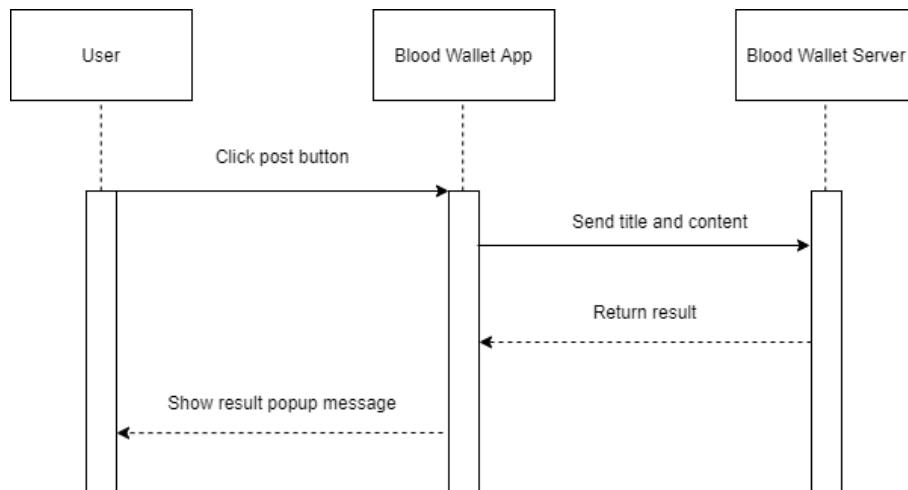 User
Blood Wallet App
Blood Wallet Server
Click post button
Send title and content
Return result
Show result popup message